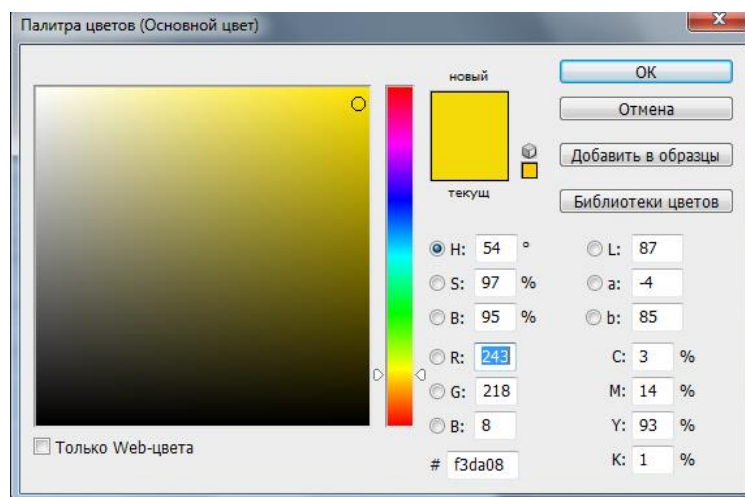 Палитра цветов (Основной цвет)
новый
текущ
OK
Отмена
Добавить в образцы
Библиотеки цветов
H: 54 °
S: 97 %
B: 95 %
R: 243
G: 218
B: 8
# f3da08
L: 87
a: -4
b: 85
C: 3 %
M: 14 %
Y: 93 %
K: 1 %
Только Web-цвета